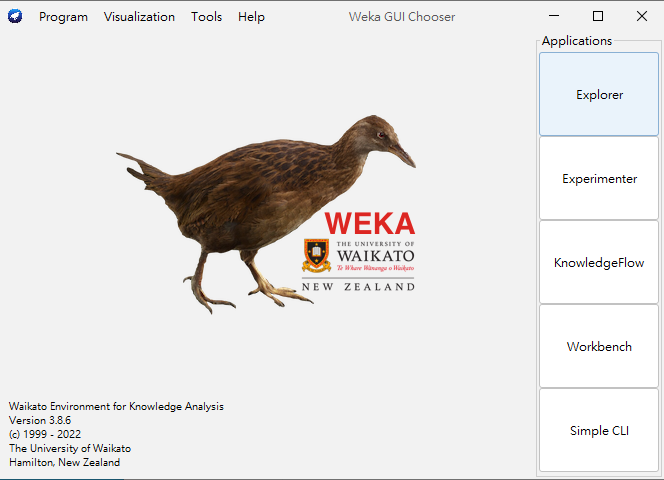 Program Visualization Tools Help Weka GUI Chooser
Applications
Explorer
Experimenter
KnowledgeFlow
Workbench
Simple CLI
WEKA
THE UNIVERSITY OF
WAIKATO
Te Whare Wānanga o Waikato
NEW ZEALAND
Waikato Environment for Knowledge Analysis
Version 3.8.6
(c) 1999 - 2022
The University of Waikato
Hamilton, New Zealand